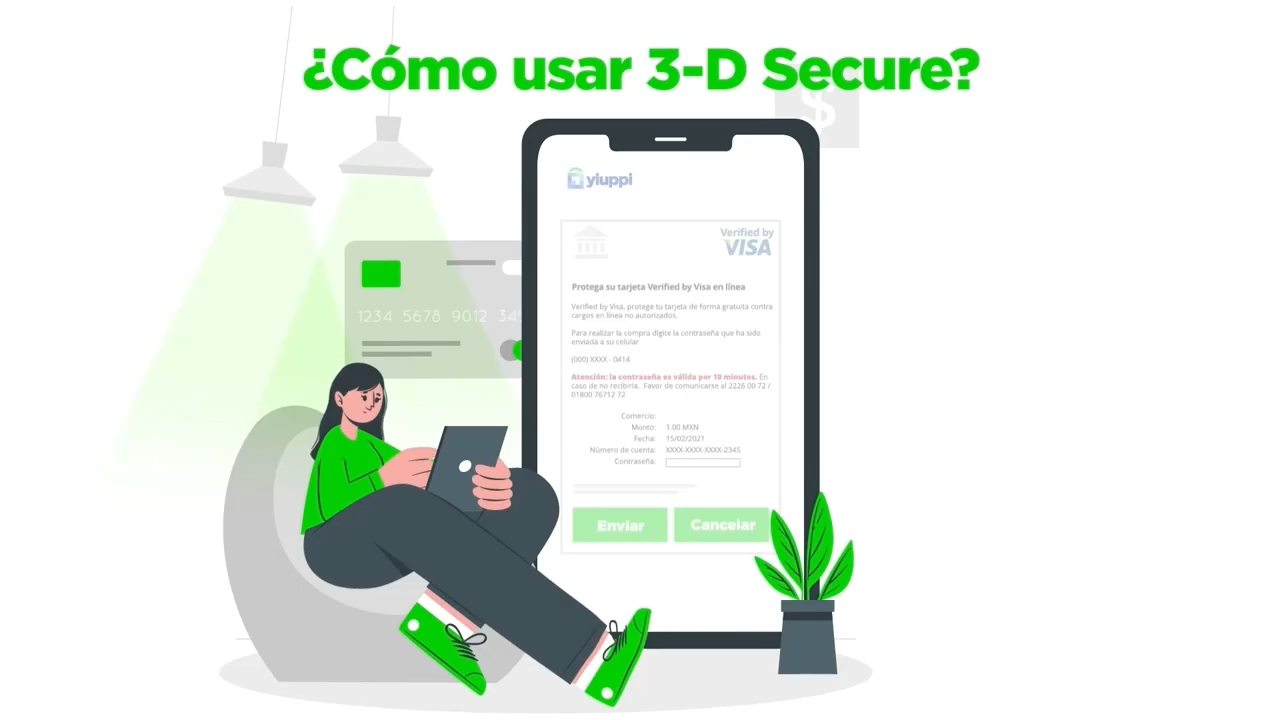 ¿Cómo usar 3-D Secure?
$
yiuppi
Verified by
VISA
1234 5678 9012 345
Protega su tarjeta Verified by Visa en línea
Verified by Visa, protege tu tarjeta de forma gratuita contra
cargos en línea no autorizados.
Para realizar la compra digite la contraseña que ha sido
enviada a su celular
(000) XXXX - 0414
Atención: la contraseña es válida por 10 minutos. En
caso de no recibirla. Favor de comunicarse al 2226 00 72 /
01800 76712 72
Comercio:
Monto: 1.00 MXN
Fecha: 15/02/2021
Número de cuenta: XXXX-XXXX-XXXX-2345
Contraseña:
Enviar Cancelar